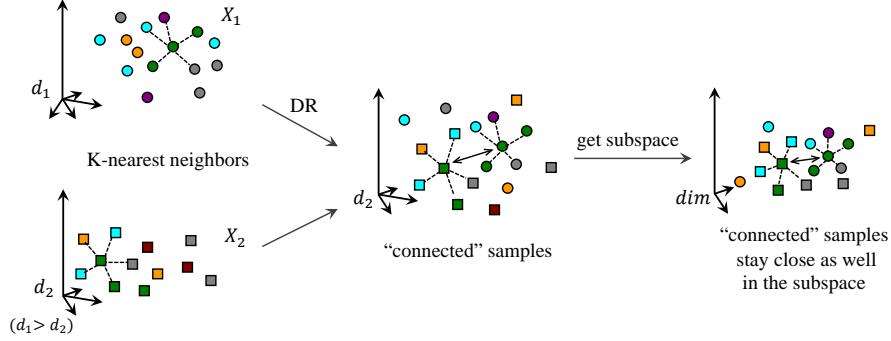 X₁
d₁
DR
K-nearest neighbors
get subspace
X₂
d₂
(d₁> d₂)
d₂
"connected" samples
dim
"connected" samples
stay close as well
in the subspace